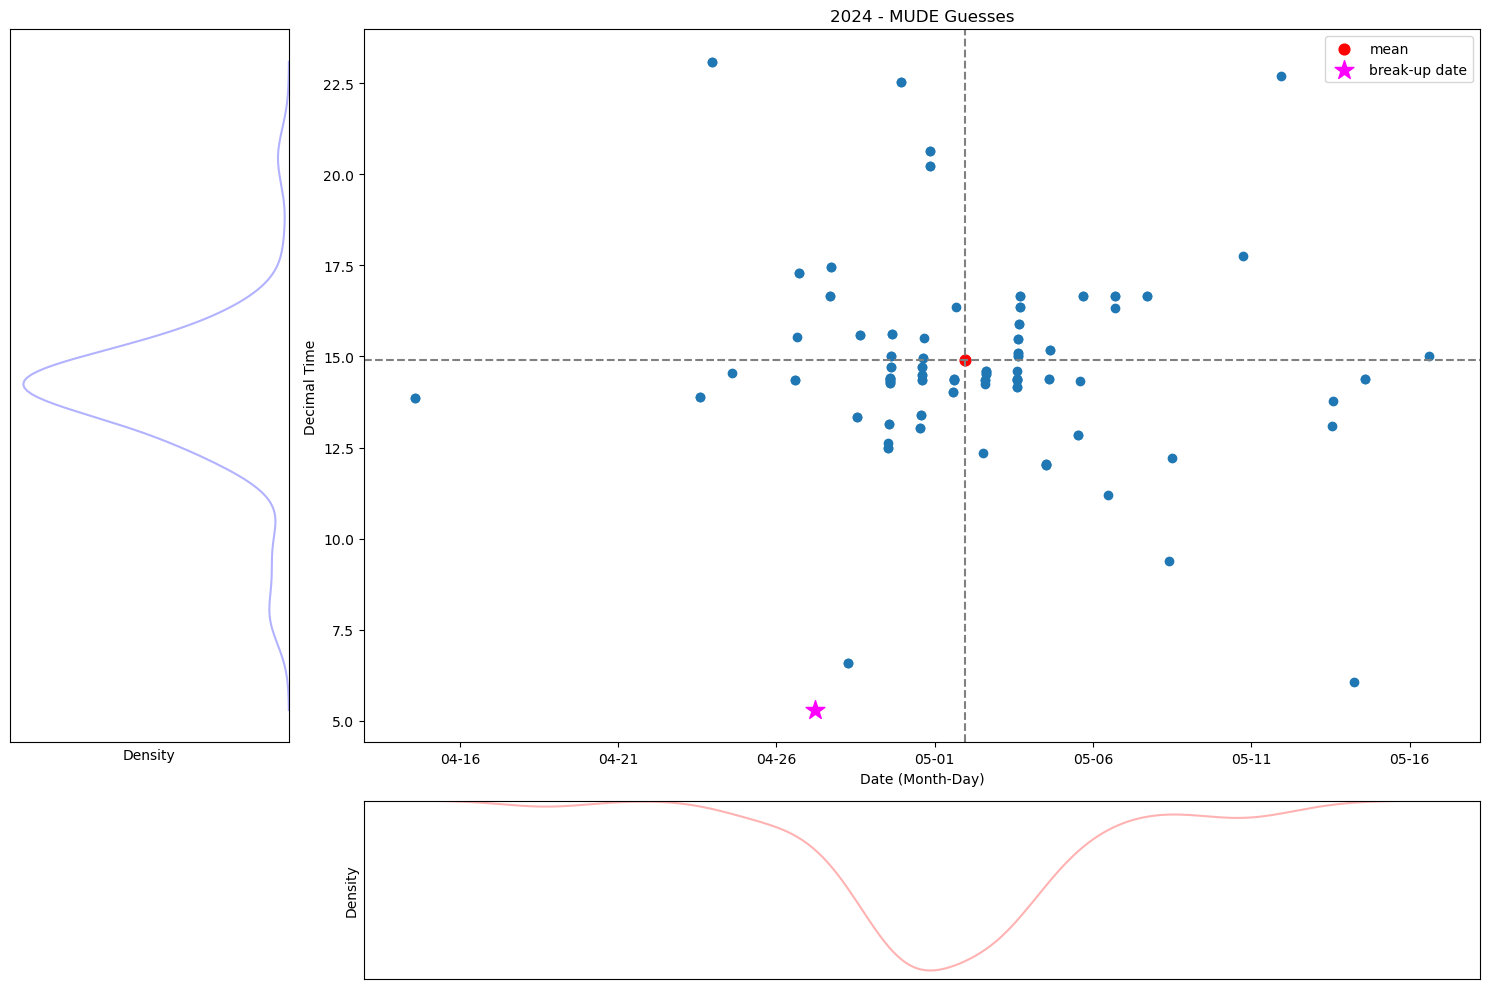 2024 - MUDE Guesses
mean
break-up date
22.5
20.0
17.5
15.0
12.5
10.0
7.5
5.0
Decimal Time
Density
04-16
04-21
04-26
05-01
05-06
05-11
05-16
Date (Month-Day)
Density